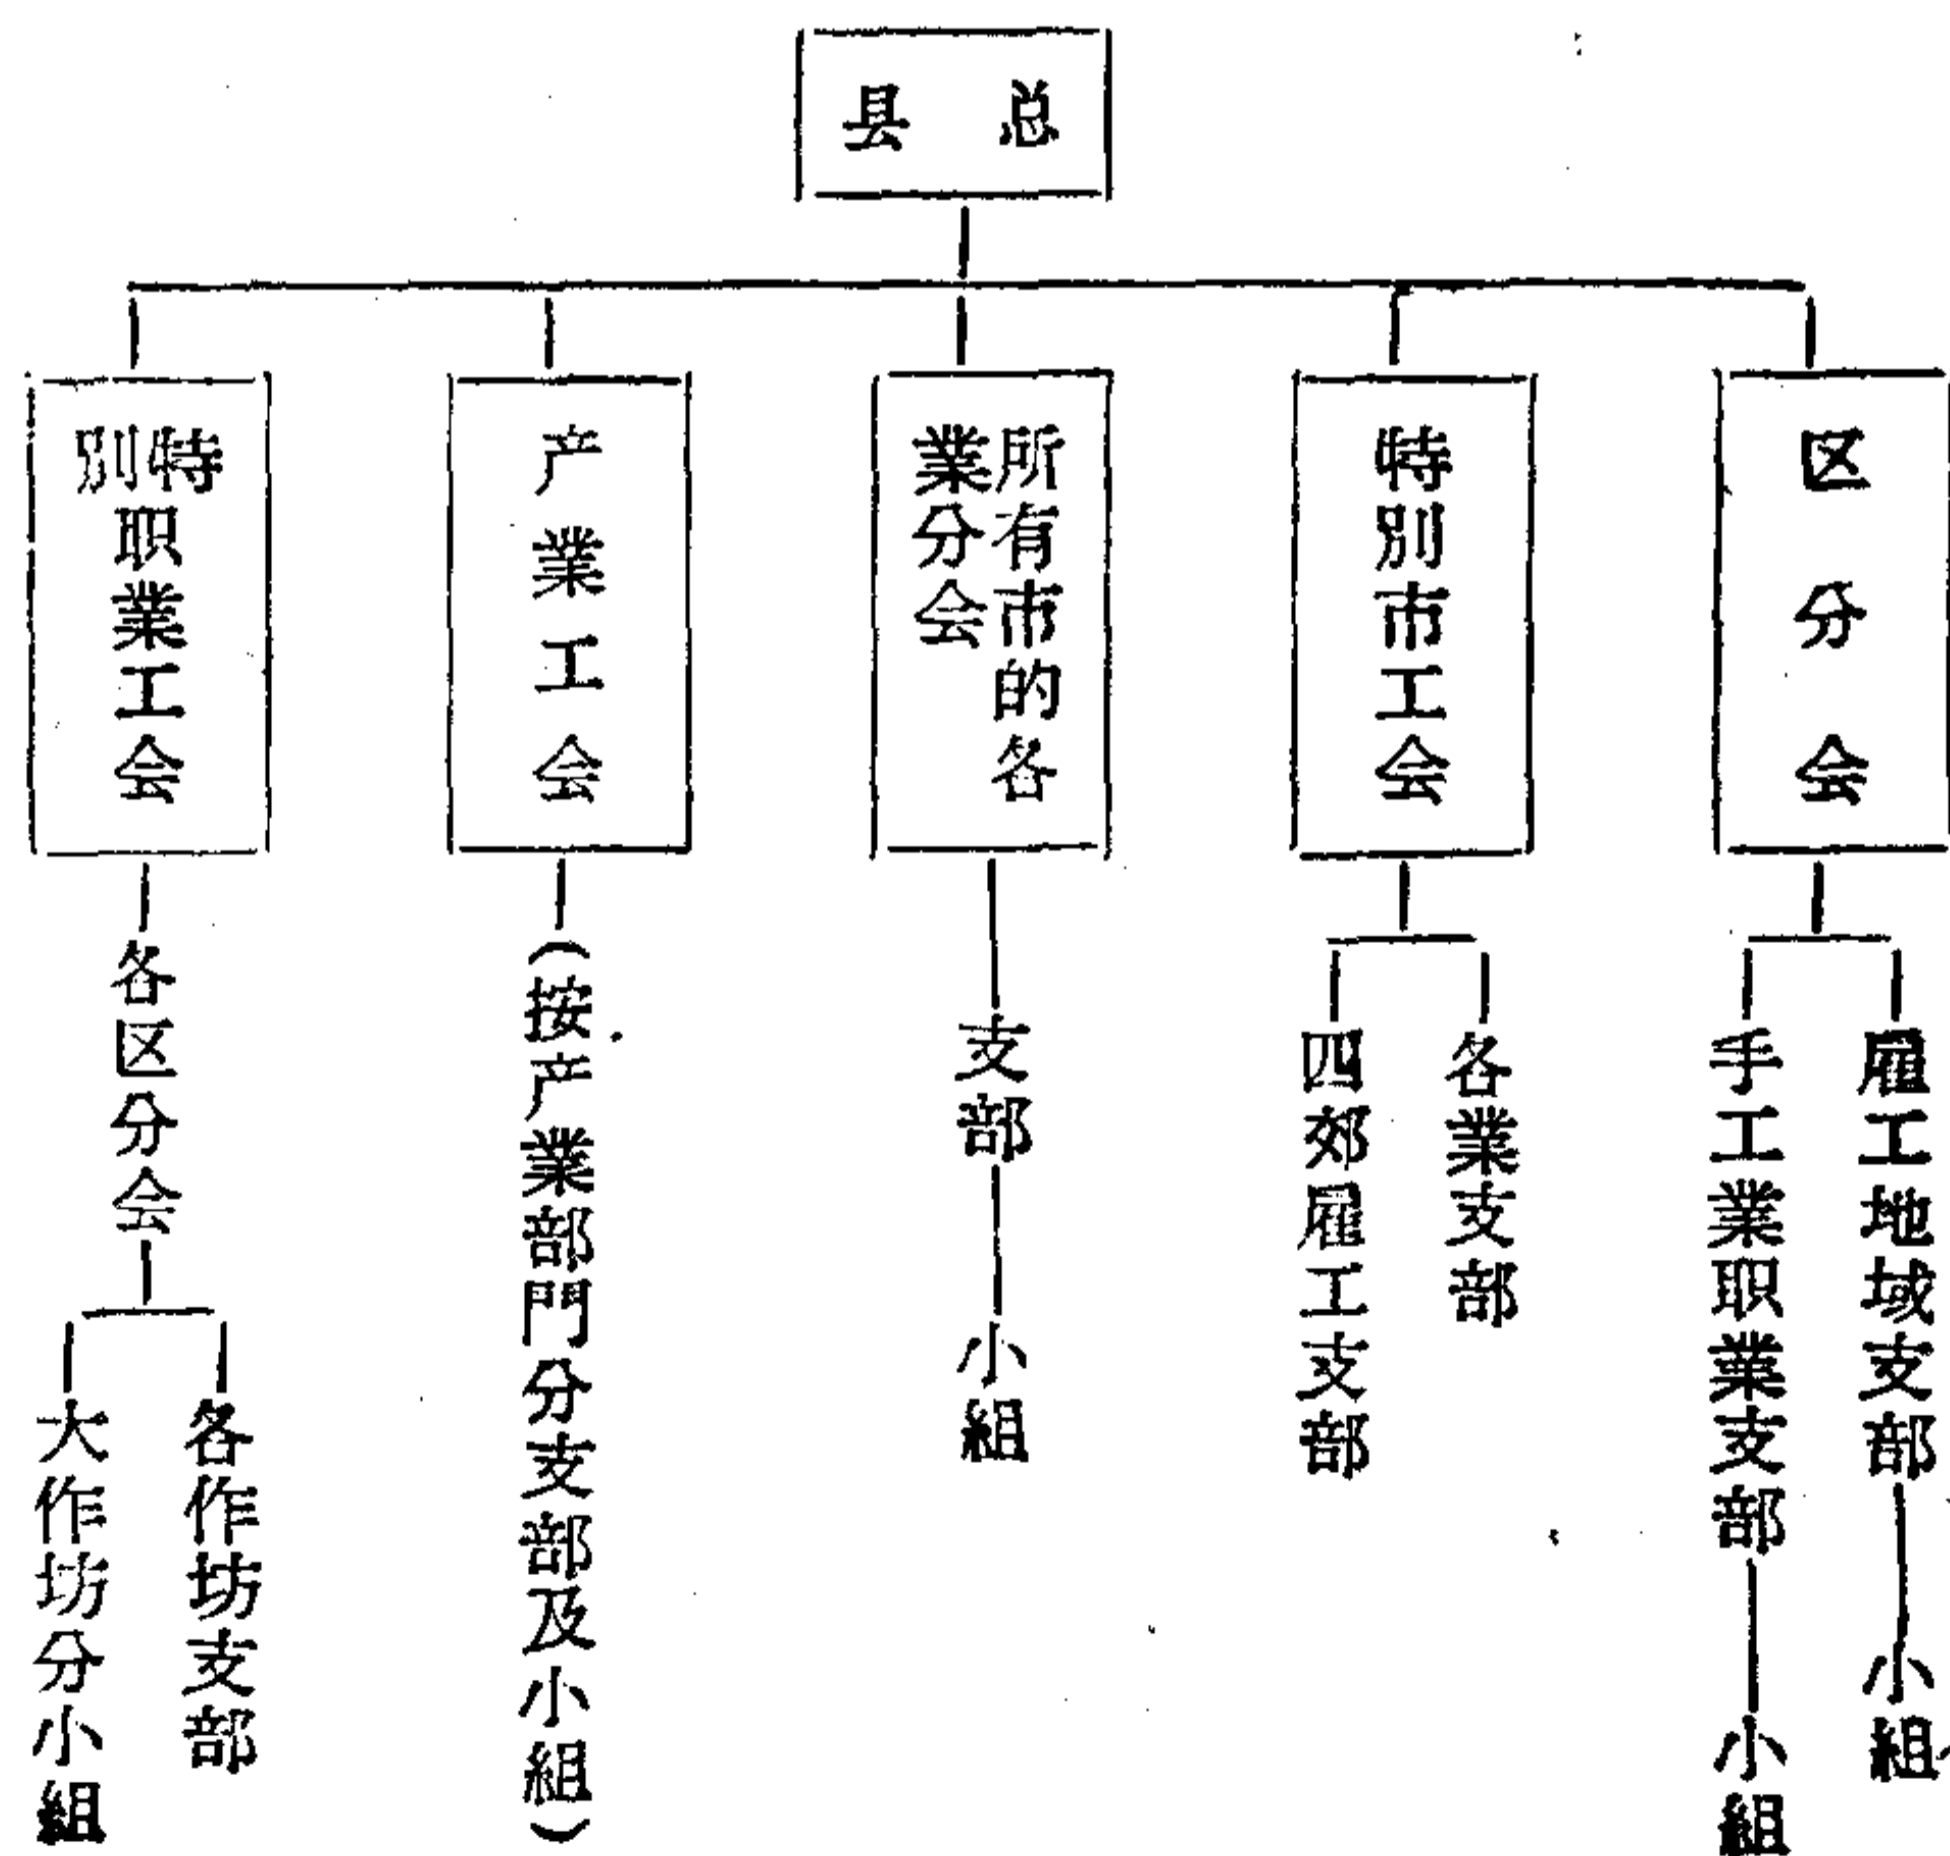 县 总
区分会
特別市工会
所有市的各
業分会
产業工会
特別
职業工会
雇工地域支部
小組
手工業职業支部
小組
各業支部
四郊雇工支部
支部
小組
（按产業部門分支部及小組）
各区分会
各作坊支部
大作坊分小組